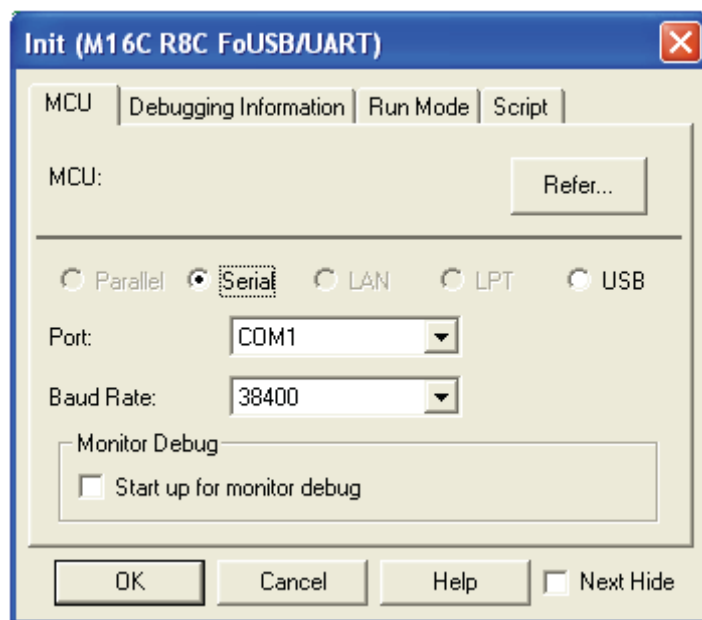 Init (M16C R8C FoUSB/UART)
MCU Debugging Information Run Mode Script
MCU: Refer...
Parallel Serial LAN LPT USB
Port: COM1
Baud Rate: 38400
Monitor Debug
Start up for monitor debug
OK Cancel Help Next Hide